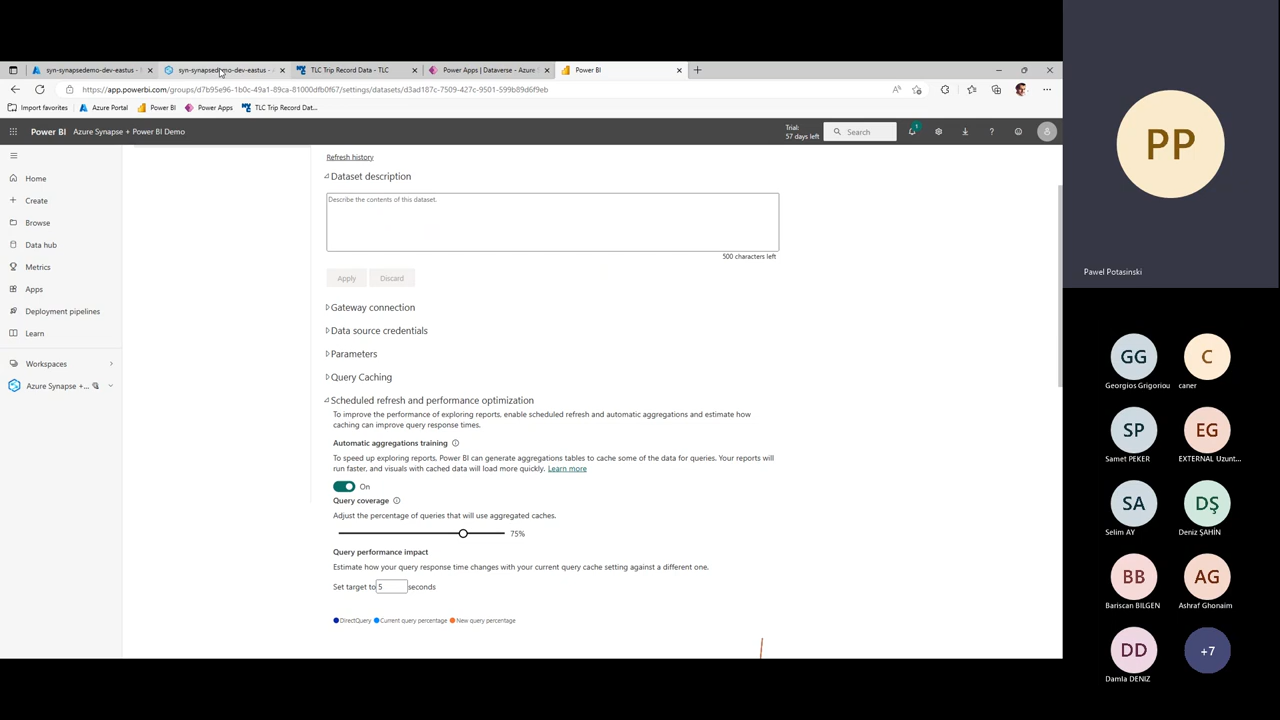 syn-synapsedemo-dev-eastus -
syn-synapsedemo-dev-eastus -
TLC Trip Record Data - TLC
Power Apps | Dataverse - Azure
Power BI
https://app.powerbi.com/groups/d7b95e96-1b0c-49a1-89ca-81000dfb0f67/settings/datasets/d3ad187c-7509-427c-9501-599b89d6f9eb
Import favorites
Azure Portal
Power BI
Power Apps
TLC Trip Record Dat...
Power BI
Azure Synapse + Power BI Demo
Trial:
57 days left
Search
1
Home
Create
Browse
Data hub
Metrics
Apps
Deployment pipelines
Learn
Workspaces
Azure Synapse +...
Refresh history
Dataset description
Describe the contents of this dataset.
500 characters left
Apply
Discard
Gateway connection
Data source credentials
Parameters
Query Caching
Scheduled refresh and performance optimization
To improve the performance of exploring reports, enable scheduled refresh and automatic aggregations and estimate how
caching can improve query response times.
Automatic aggregations training
To speed up exploring reports, Power BI can generate aggregations tables to cache some of the data for queries. Your reports will
run faster, and visuals with cached data will load more quickly. Learn more
On
Query coverage
Adjust the percentage of queries that will use aggregated caches.
75%
Query performance impact
Estimate how your query response time changes with your current query cache setting against a different one.
Set target to 5 seconds
DirectQuery Current query percentage New query percentage
PP
Pawel Potasinski
GG
Georgios Grigoriou
C
caner
SP
Samet PEKER
EG
EXTERNAL Uzunt...
SA
Selim AY
DŞ
Deniz ŞAHİN
BB
Bariscan BILGEN
AG
Ashraf Ghonaim
DD
Damla DENIZ
+7